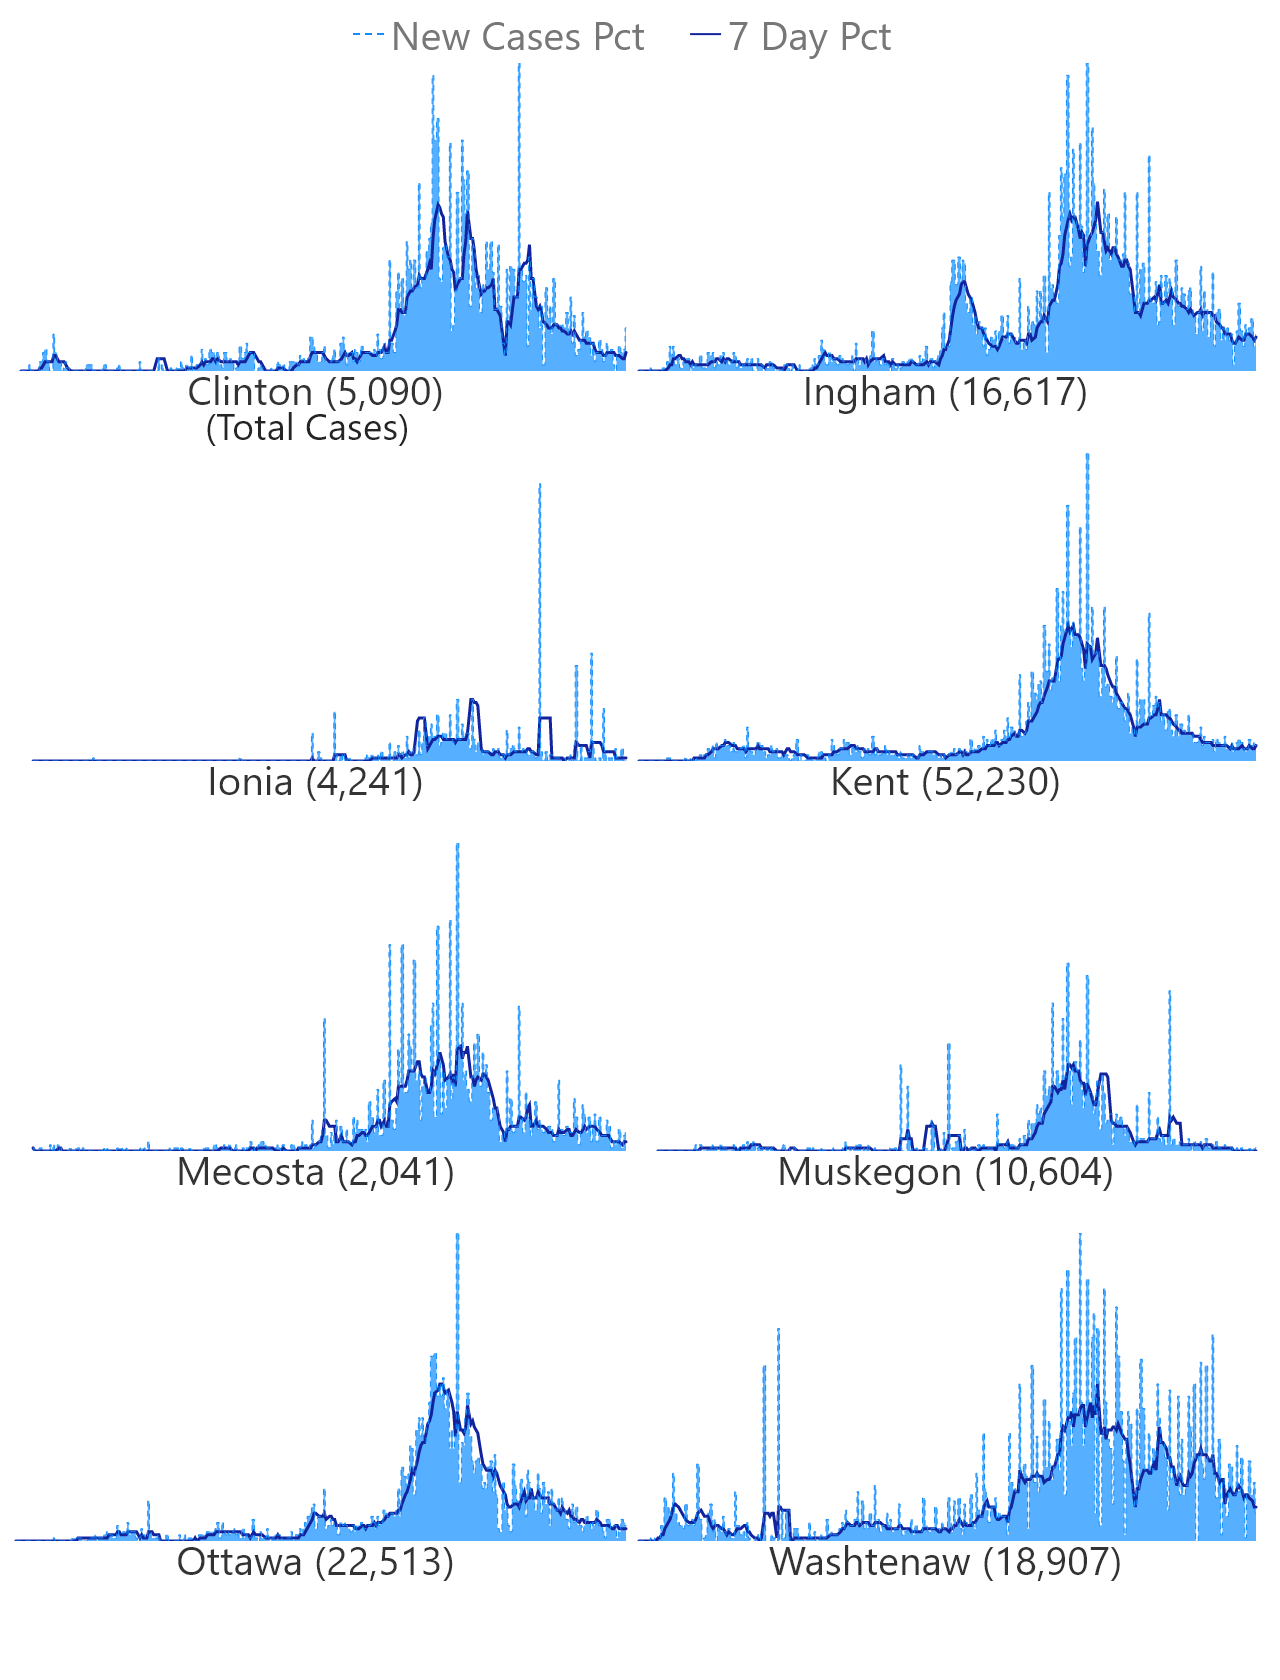 New Cases Pct 7 Day Pct
Clinton (5,090) Ingham (16,617)
(Total Cases)
Ionia (4,241) Kent (52,230)
Mecosta (2,041) Muskegon (10,604)
Ottawa (22,513) Washtenaw (18,907)